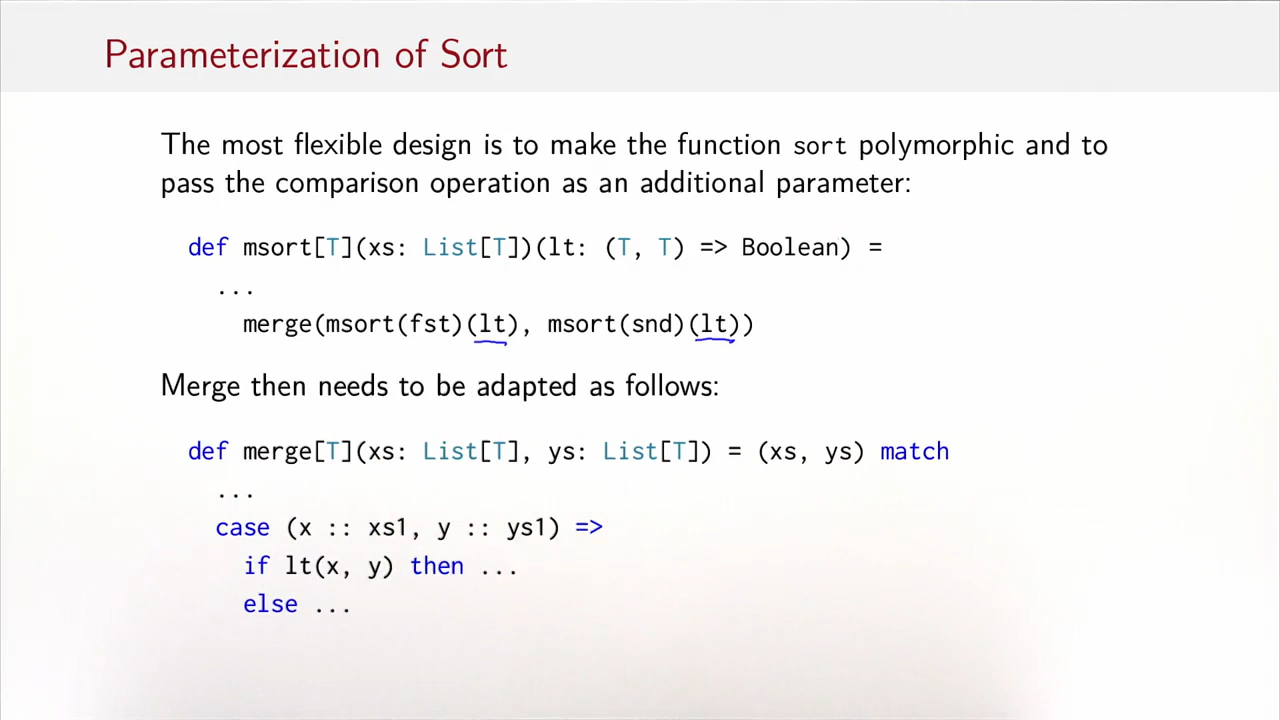 Parameterization of Sort
The most flexible design is to make the function sort polymorphic and to
pass the comparison operation as an additional parameter:
def msort[T](xs: List[T])(lt: (T, T) => Boolean) =
...
merge(msort(fst)(lt), msort(snd)(lt))
Merge then needs to be adapted as follows:
def merge[T](xs: List[T], ys: List[T]) = (xs, ys) match
...
case (x :: xs1, y :: ys1) =>
if lt(x, y) then ...
else ...